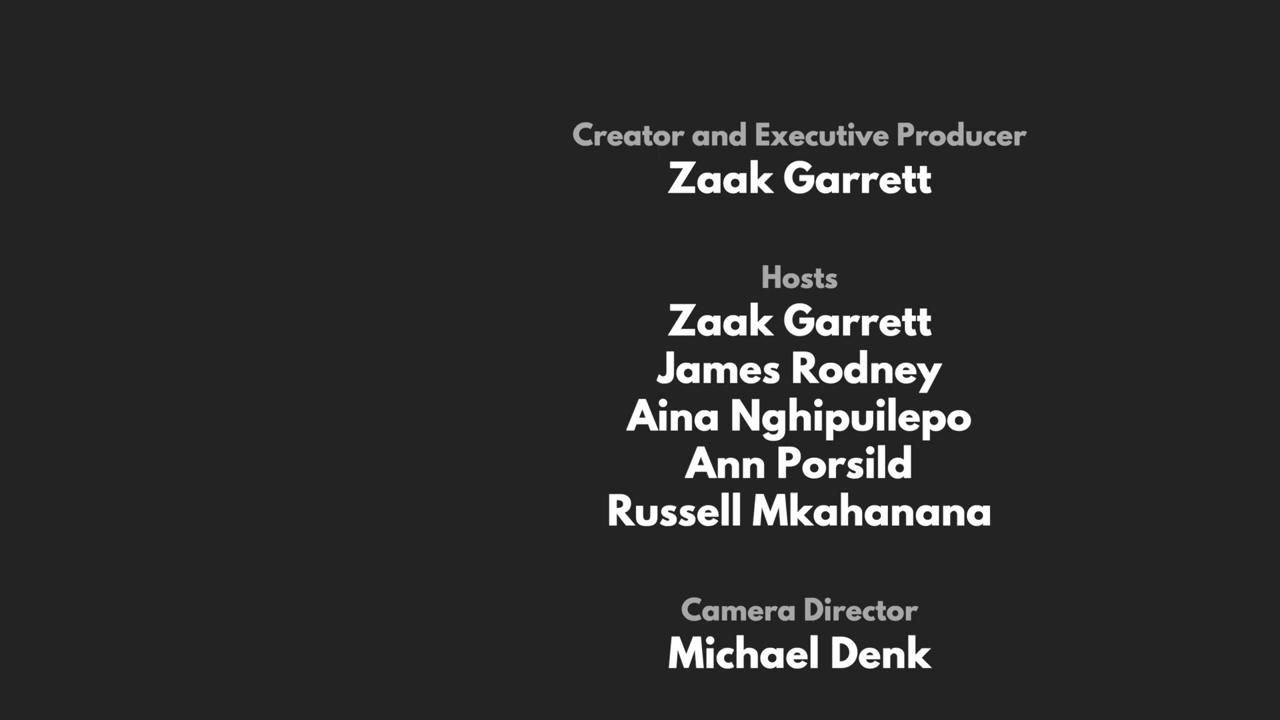 Creator and Executive Producer
Zaak Garrett
Hosts
Zaak Garrett
James Rodney
Aina Nghipuilepo
Ann Porsild
Russell Mkahanana
Camera Director
Michael Denk